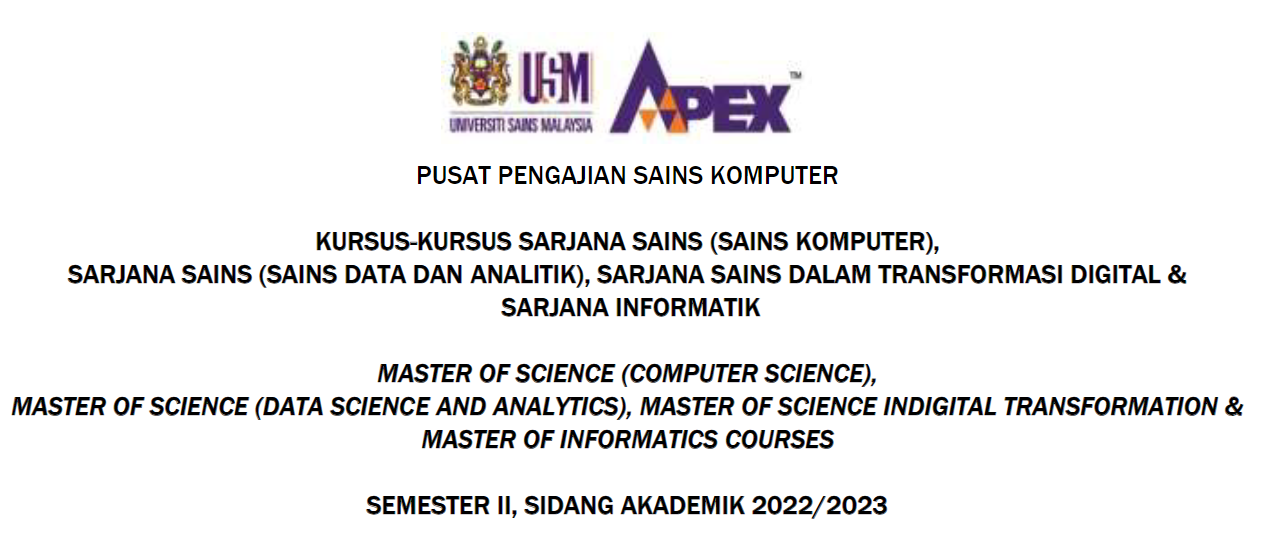 USM
UNIVERSITI SAINS MALAYSIA
APEX™
PUSAT PENGAJIAN SAINS KOMPUTER
KURSUS-KURSUS SARJANA SAINS (SAINS KOMPUTER),
SARJANA SAINS (SAINS DATA DAN ANALITIK), SARJANA SAINS DALAM TRANSFORMASI DIGITAL &
SARJANA INFORMATIK
MASTER OF SCIENCE (COMPUTER SCIENCE),
MASTER OF SCIENCE (DATA SCIENCE AND ANALYTICS), MASTER OF SCIENCE INDIGITAL TRANSFORMATION &
MASTER OF INFORMATICS COURSES
SEMESTER II, SIDANG AKADEMIK 2022/2023